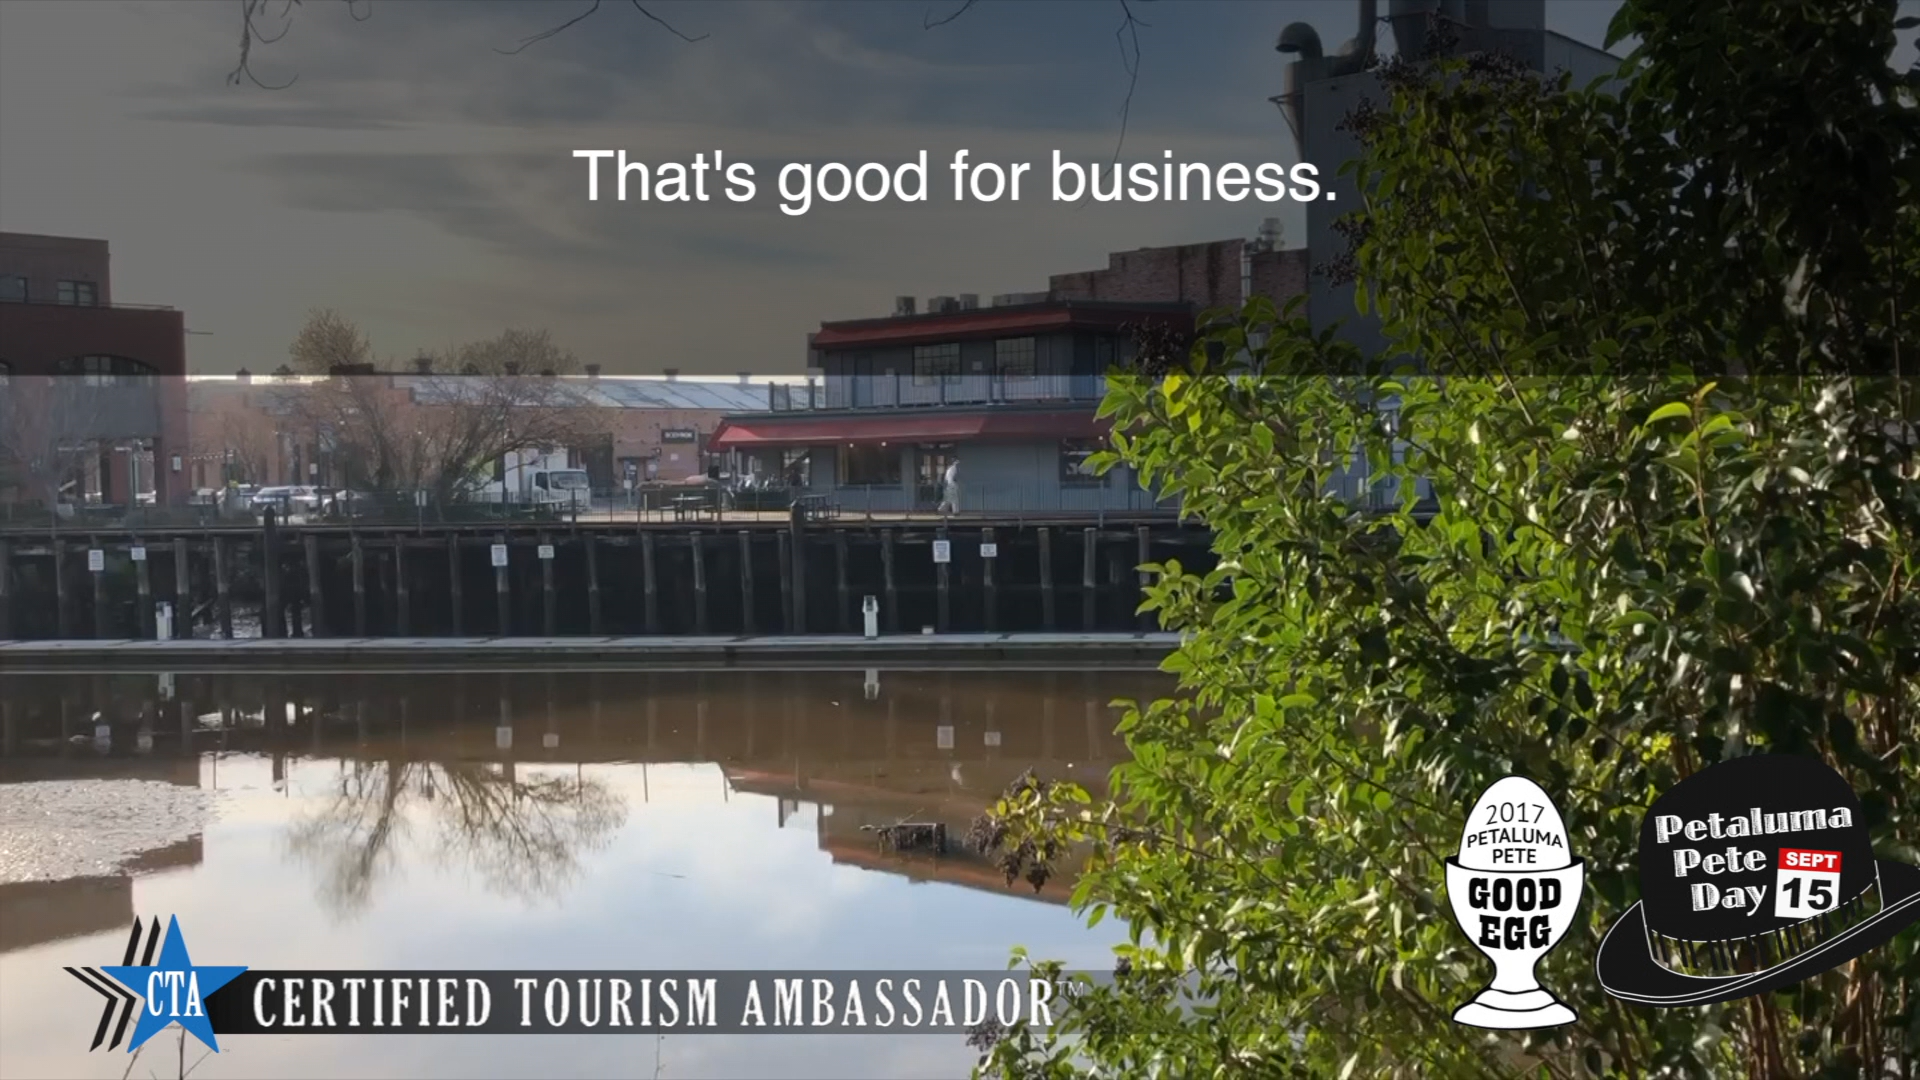 That's good for business.
2017
PETALUMA
PETE
GOOD
EGG
Petaluma
Pete
Day
SEPT
15
CTA
CERTIFIED TOURISM AMBASSADOR™